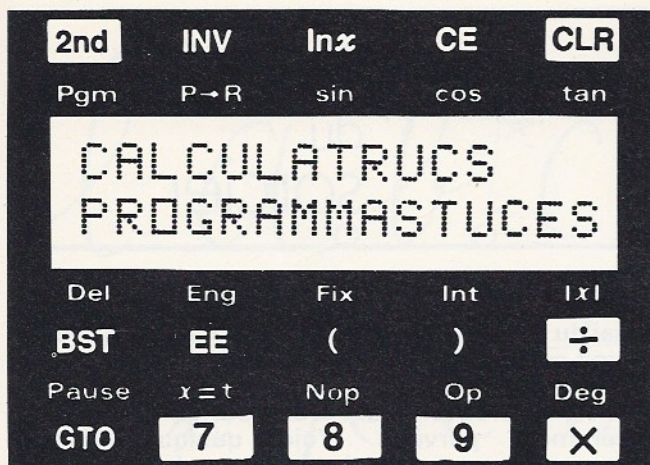 2nd INV lnx CE CLR
Pgm P→R sin cos tan
CALCULATRUCS
PROGRAMMASTUCES
Del Eng Fix Int |x|
BST EE ( ) ÷
Pause x=t Nop Op Deg
GTO 7 8 9 ×